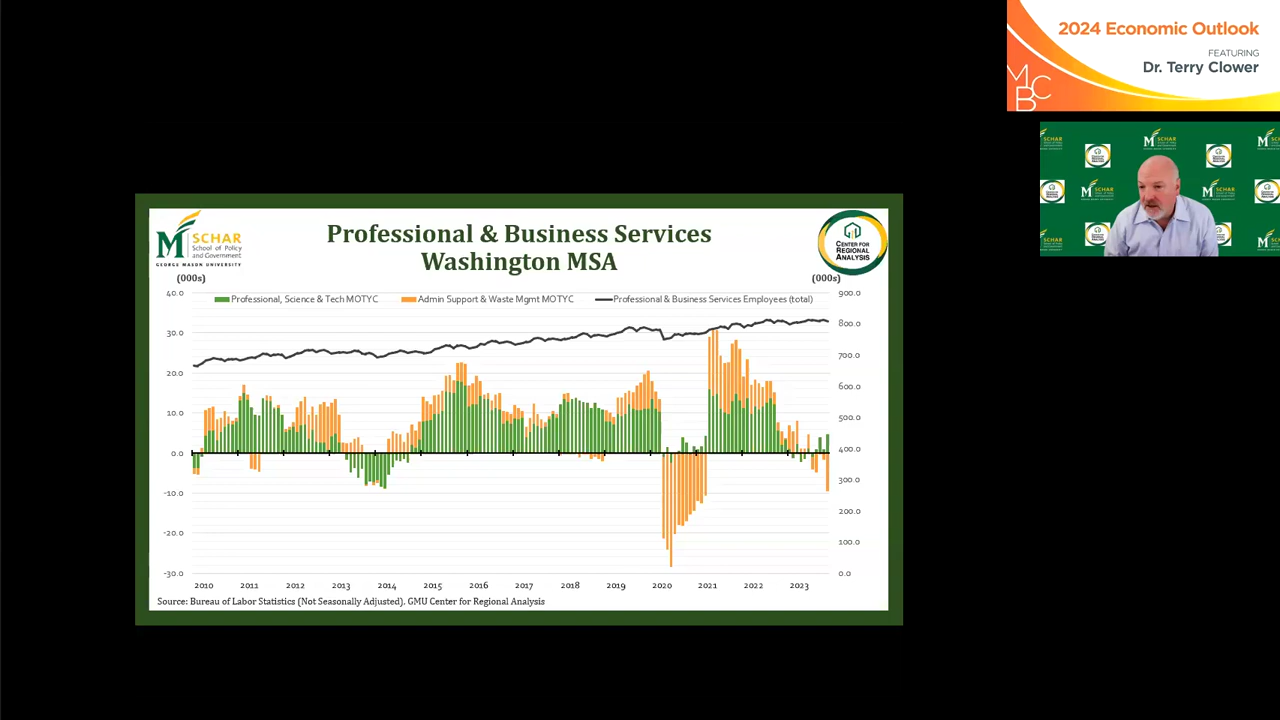 2024 Economic Outlook
FEATURING
Dr. Terry Clower
MCB
M SCHAR
School of Policy
and Government
GEORGE MASON UNIVERSITY
Professional & Business Services
Washington MSA
CENTER FOR
REGIONAL
ANALYSIS
(000s)
(000s)
Professional, Science & Tech MOTYC
Admin Support & Waste Mgmt MOTYC
Professional & Business Services Employees (total)
40.0
30.0
20.0
10.0
0.0
-10.0
-20.0
-30.0
900.0
800.0
700.0
600.0
500.0
400.0
300.0
200.0
100.0
0.0
2010 2011 2012 2013 2014 2015 2016 2017 2018 2019 2020 2021 2022 2023
Source: Bureau of Labor Statistics (Not Seasonally Adjusted). GMU Center for Regional Analysis
SCHAR
SCHAR
SCHAR